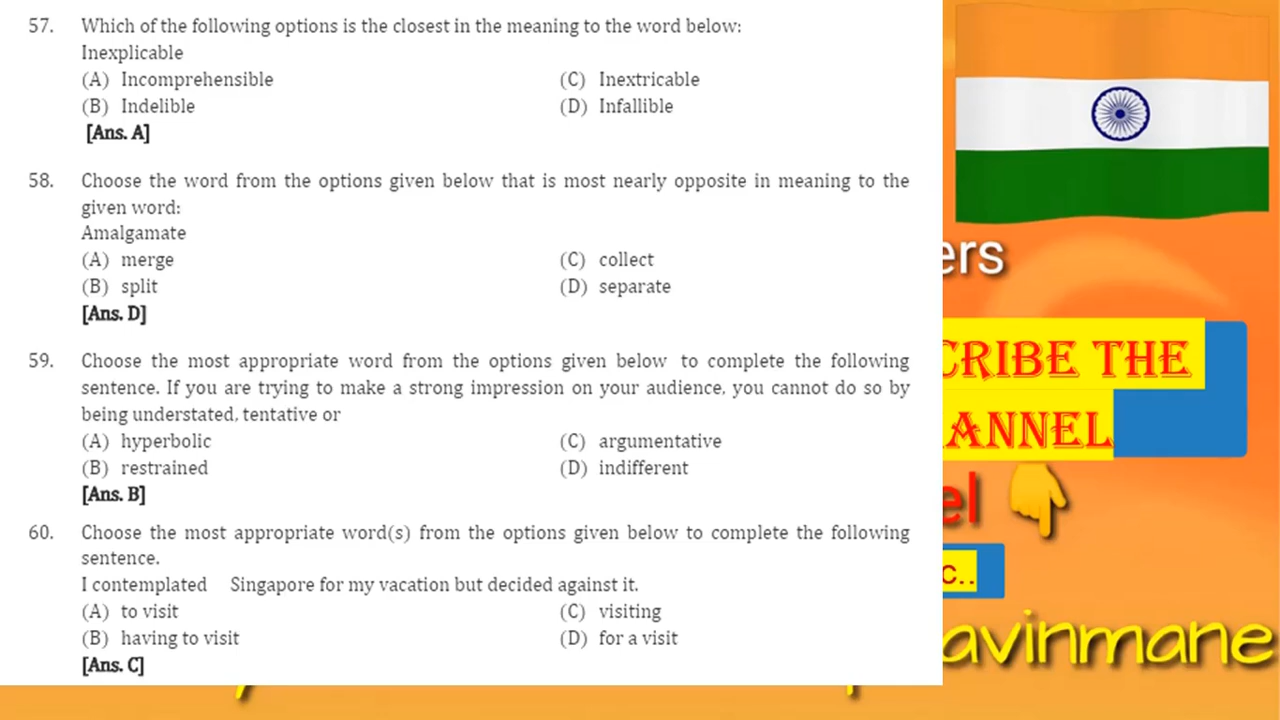 57. Which of the following options is the closest in the meaning to the word below:
Inexplicable
(A) Incomprehensible (C) Inextricable
(B) Indelible (D) Infallible
[Ans. A]
58. Choose the word from the options given below that is most nearly opposite in meaning to the
given word:
Amalgamate
(A) merge (C) collect
(B) split (D) separate
[Ans. D]
59. Choose the most appropriate word from the options given below to complete the following
sentence. If you are trying to make a strong impression on your audience, you cannot do so by
being understated, tentative or
(A) hyperbolic (C) argumentative
(B) restrained (D) indifferent
[Ans. B]
60. Choose the most appropriate word(s) from the options given below to complete the following
sentence.
I contemplated Singapore for my vacation but decided against it.
(A) to visit (C) visiting
(B) having to visit (D) for a visit
[Ans. C]
ers
CRIBE THE
ANNEL
el
c..
avinmane